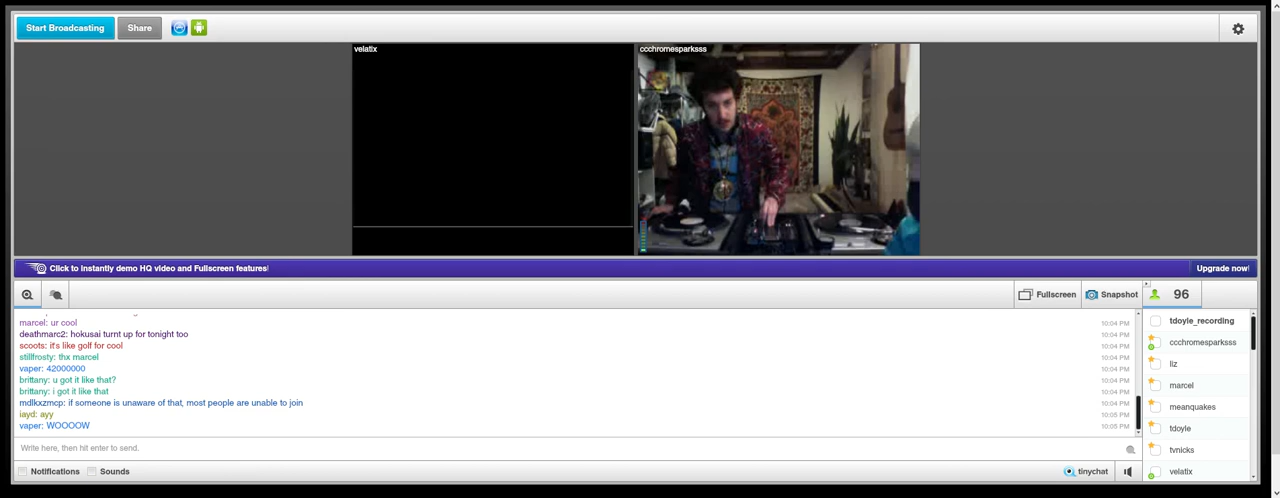 Start Broadcasting
Share
velatix
ccchromesparksss
Click to instantly demo HQ video and Fullscreen features!
Upgrade now!
Fullscreen
Snapshot
96
marcel: ur cool
10:04 PM
deathmarc2: hokusai turnt up for tonight too
10:04 PM
scoots: it's like golf for cool
10:04 PM
stillfrosty: thx marcel
10:04 PM
vaper: 42000000
10:04 PM
brittany: u got it like that?
10:04 PM
brittany: i got it like that
10:04 PM
mdlkxzmcp: if someone is unaware of that, most people are unable to join
10:04 PM
iayd: ayy
10:05 PM
vaper: WOOOOW
10:05 PM
tdoyle_recording
ccchromesparksss
liz
marcel
meanquakes
tdoyle
tvnicks
velatix
Write here, then hit enter to send.
Notifications
Sounds
tinychat